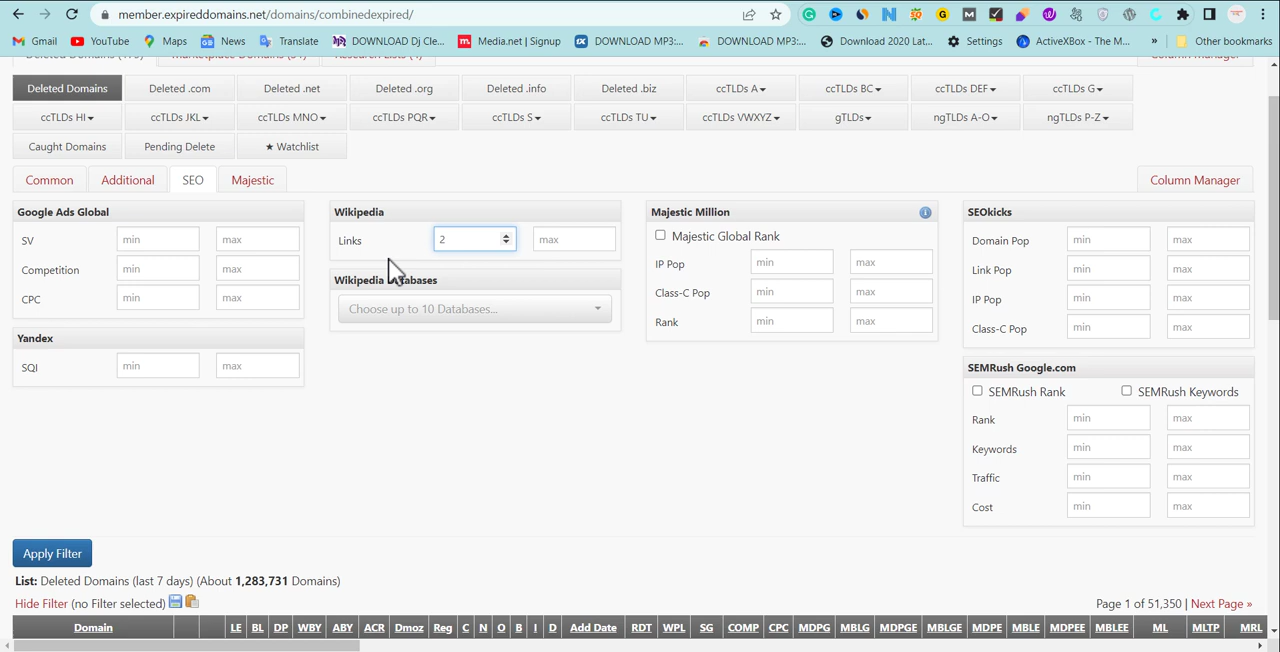 member.expireddomains.net/domains/combinedexpired/
Gmail YouTube Maps News Translate DOWNLOAD Dj Cle... Media.net | Signup DOWNLOAD MP3:... DOWNLOAD MP3:... Download 2020 Lat... Settings ActiveXBox - The M... » Other bookmarks
Column Manager
Deleted Domains Deleted .com Deleted .net Deleted .org Deleted .info Deleted .biz ccTLDs A ccTLDs BC ccTLDs DEF ccTLDs G
ccTLDs HI ccTLDs JKL ccTLDs MNO ccTLDs PQR ccTLDs S ccTLDs TU ccTLDs VWXYZ gTLDs ngTLDs A-O ngTLDs P-Z
Caught Domains Pending Delete ★ Watchlist
Common Additional SEO Majestic Column Manager
Google Ads Global
SV min max
Competition min max
CPC min max
Yandex
SQI min max
Wikipedia
Links 2 max
Wikipedia
Choose up to 10 Databases...
Majestic Million
Majestic Global Rank
IP Pop min max
Class-C Pop min max
Rank min max
SEOkicks
Domain Pop min max
Link Pop min max
IP Pop min max
Class-C Pop min max
SEMRush Google.com
SEMRush Rank SEMRush Keywords
Rank min max
Keywords min max
Traffic min max
Cost min max
Apply Filter
List: Deleted Domains (last 7 days) (About 1,283,731 Domains)
Hide Filter (no Filter selected) Page 1 of 51,350 | Next Page »
Domain LE BL DP WBY ABY ACR Dmoz Reg C N O B I D Add Date RDT WPL SG COMP CPC MDPG MBLG MDPGE MBLGE MDPE MBLE MDPEE MBLEE ML MLTP MRL